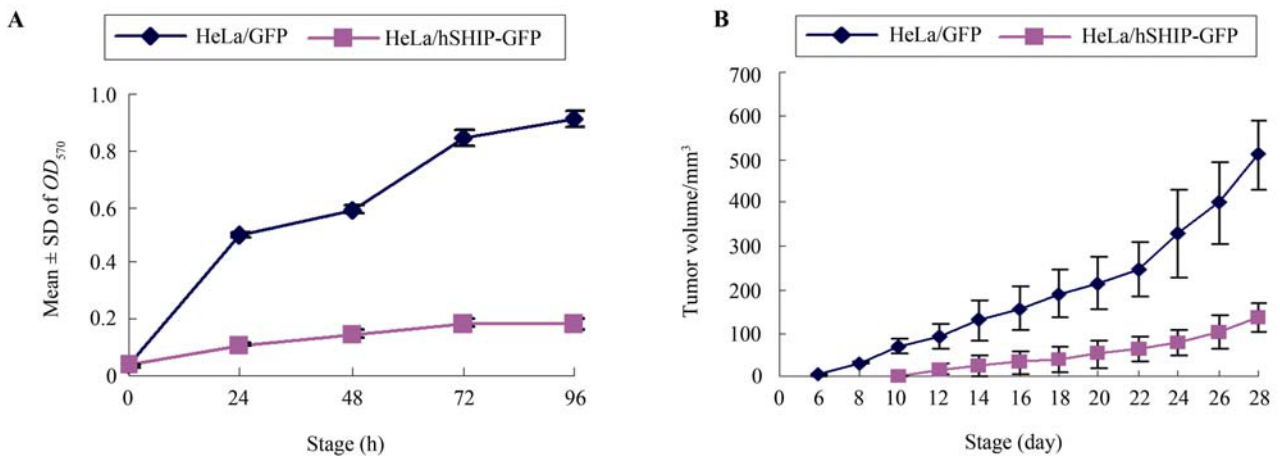 A
HeLa/GFP HeLa/hSHIP-GFP
Mean ± SD of OD570
1.0
0.8
0.6
0.4
0.2
0
0 24 48 72 96
Stage (h)
B
HeLa/GFP HeLa/hSHIP-GFP
Tumor volume/mm³
700
600
500
400
300
200
100
0
0 6 8 10 12 14 16 18 20 22 24 26 28
Stage (day)